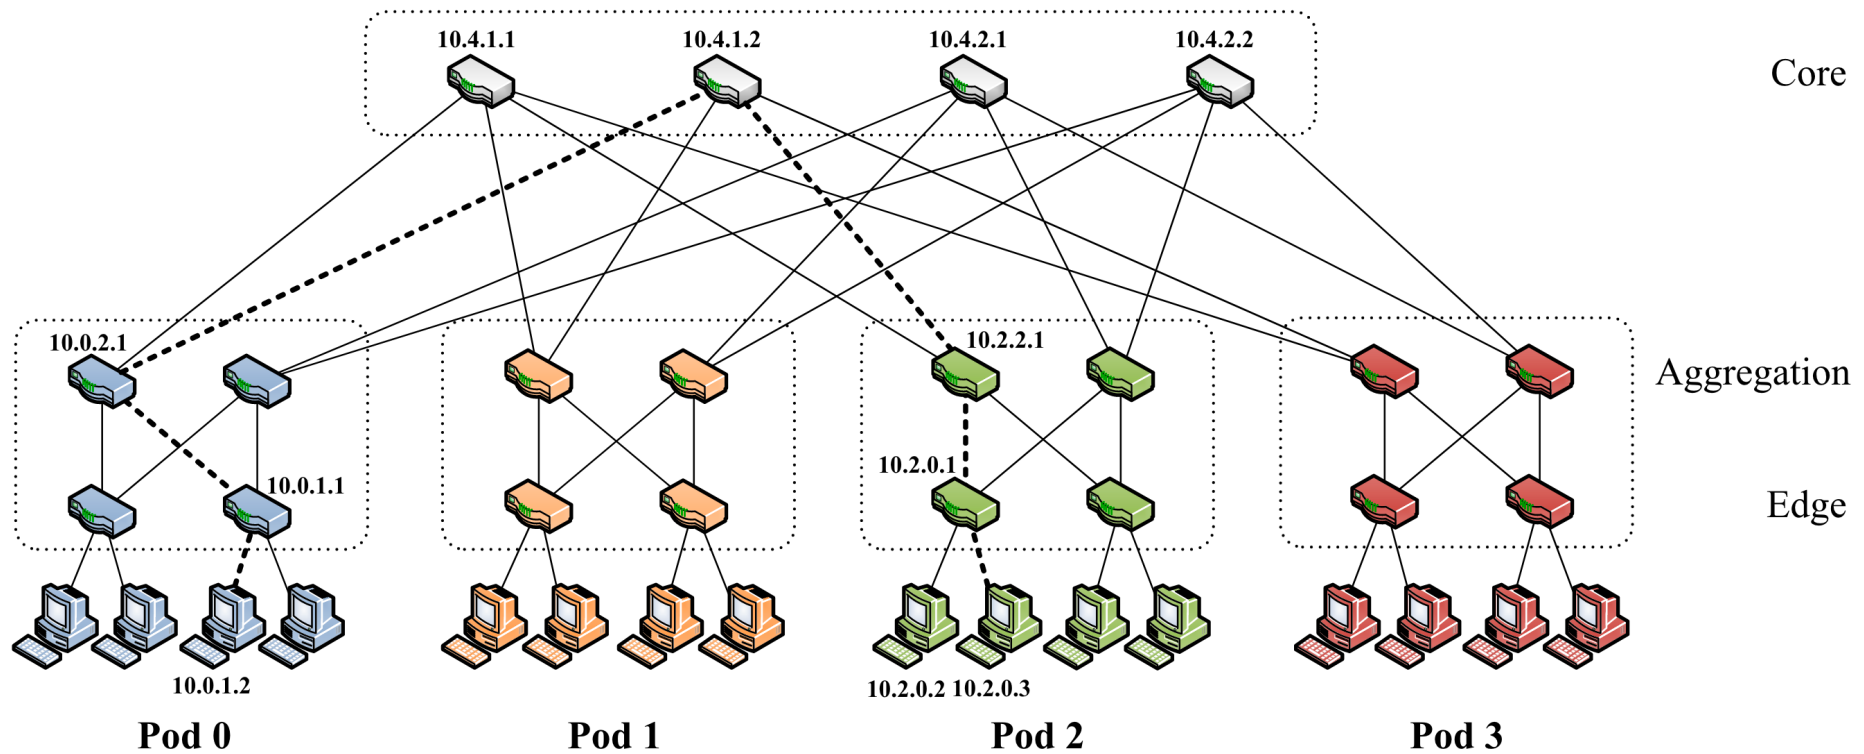 10.4.1.1
10.4.1.2
10.4.2.1
10.4.2.2
Core
10.0.2.1
10.2.2.1
Aggregation
10.0.1.1
10.2.0.1
Edge
10.0.1.2
10.2.0.2
10.2.0.3
Pod 0
Pod 1
Pod 2
Pod 3